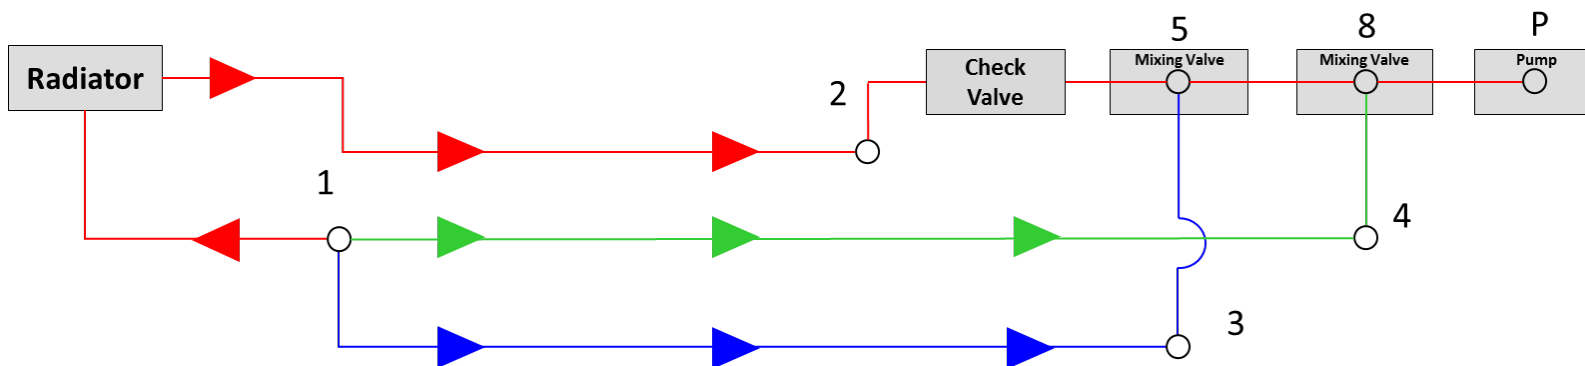 5
8
P
Radiator
2
Check
Valve
Mixing Valve
Mixing Valve
Pump
1
4
3